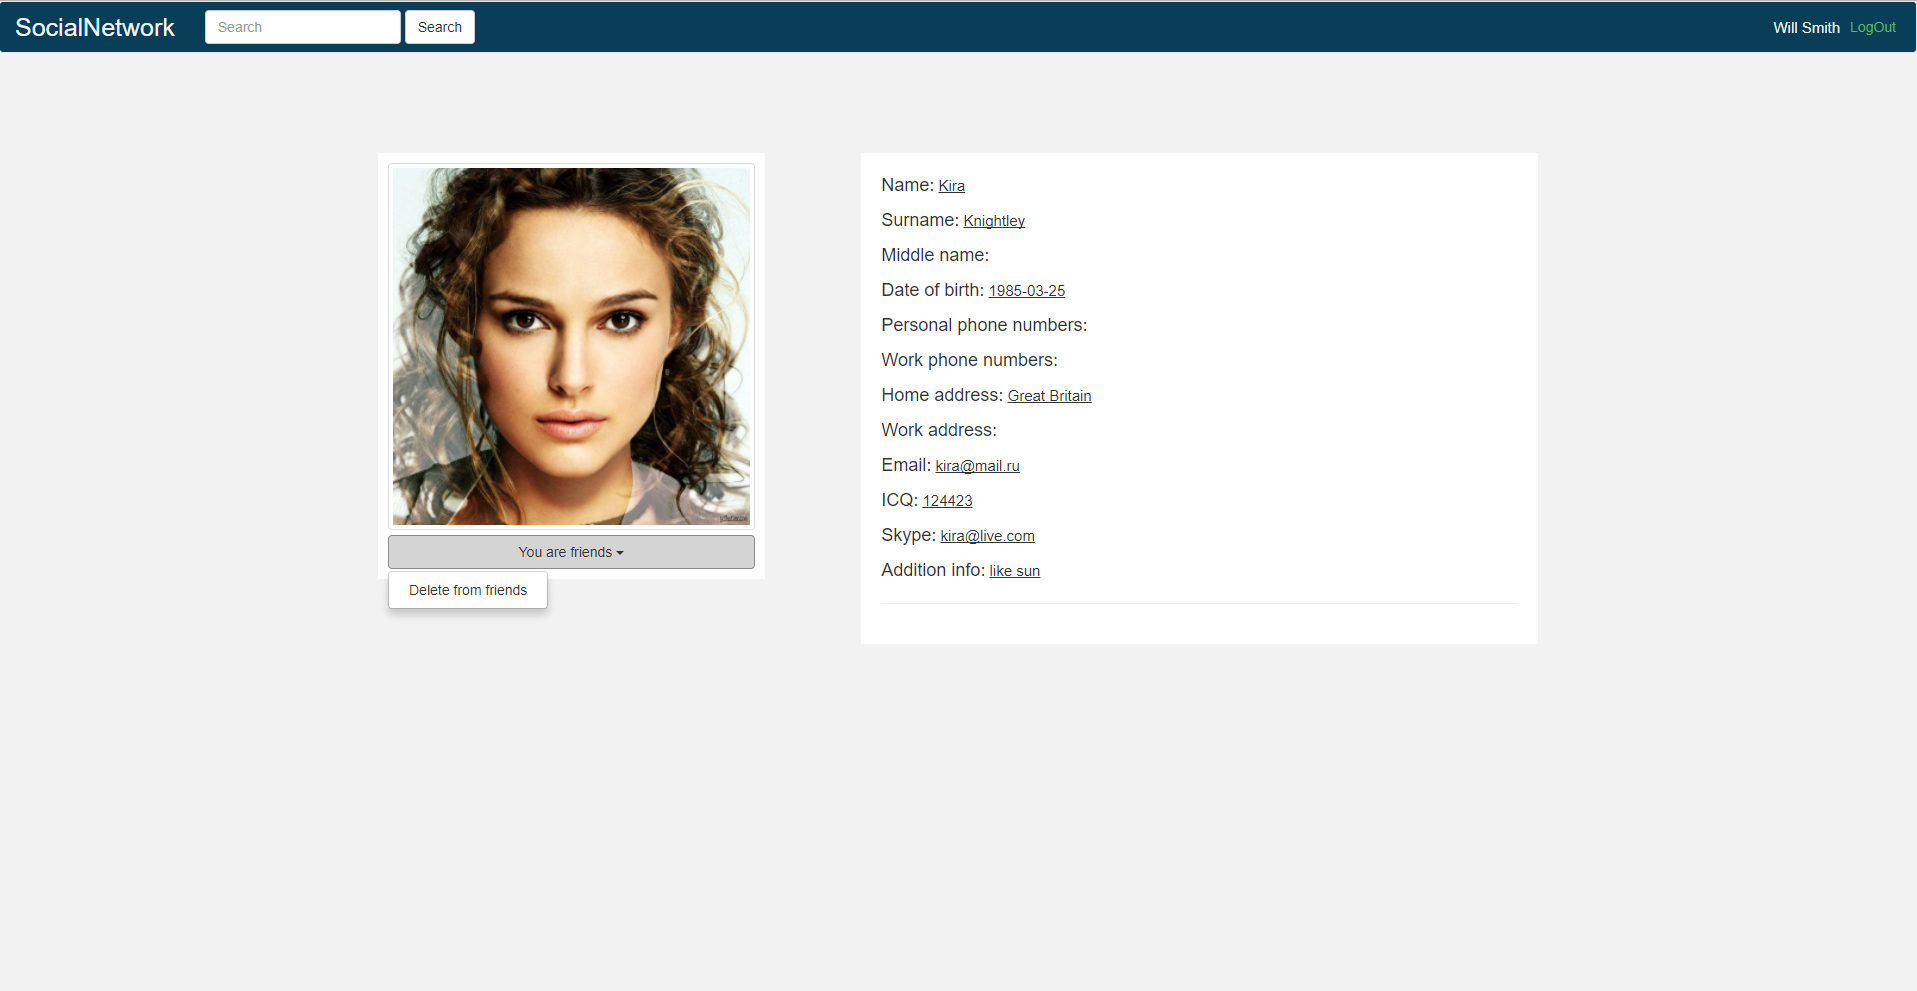 SocialNetwork
Search
Search
Will Smith
LogOut
Name: Kira
Surname: Knightley
Middle name:
Date of birth: 1985-03-25
Personal phone numbers:
Work phone numbers:
Home address: Great Britain
Work address:
Email: kira@mail.ru
ICQ: 124423
Skype: kira@live.com
Addition info: like sun
You are friends
Delete from friends